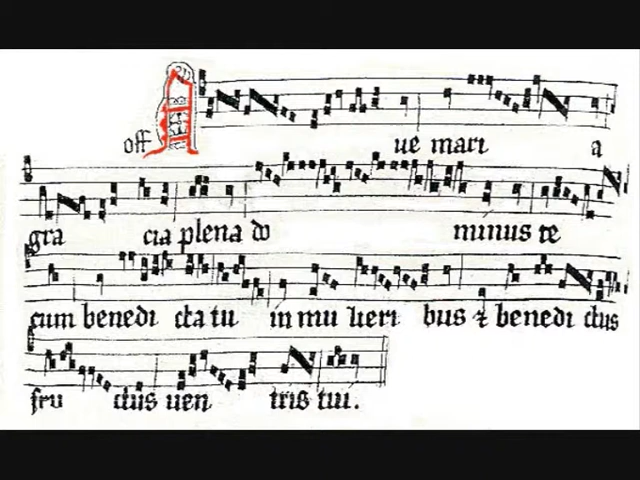 off A ue mari a
gra cia plena do minus te
cum benedi cta tu in mu lieri bus & benedi ctus
fru ctus uen tris tui.